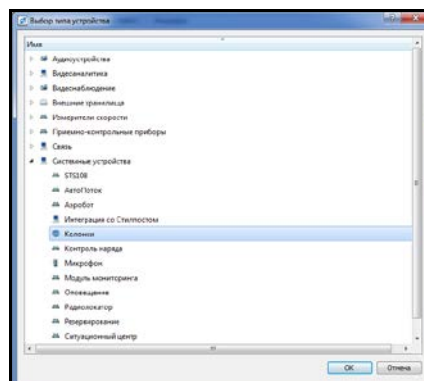 Выбор типа устройства
Имя
Аудиоустройства
Видеоаналитика
Видеонаблюдение
Внешние хранилища
Измерители скорости
Приемно-контрольные приборы
Связь
Системные устройства
STS108
АвтоПоток
Аэробот
Интеграция со Стилпостом
Колонки
Контроль наряда
Микрофон
Модуль мониторинга
Оповещение
Радиолокатор
Резервирование
Ситуационный центр
OK
Отмена